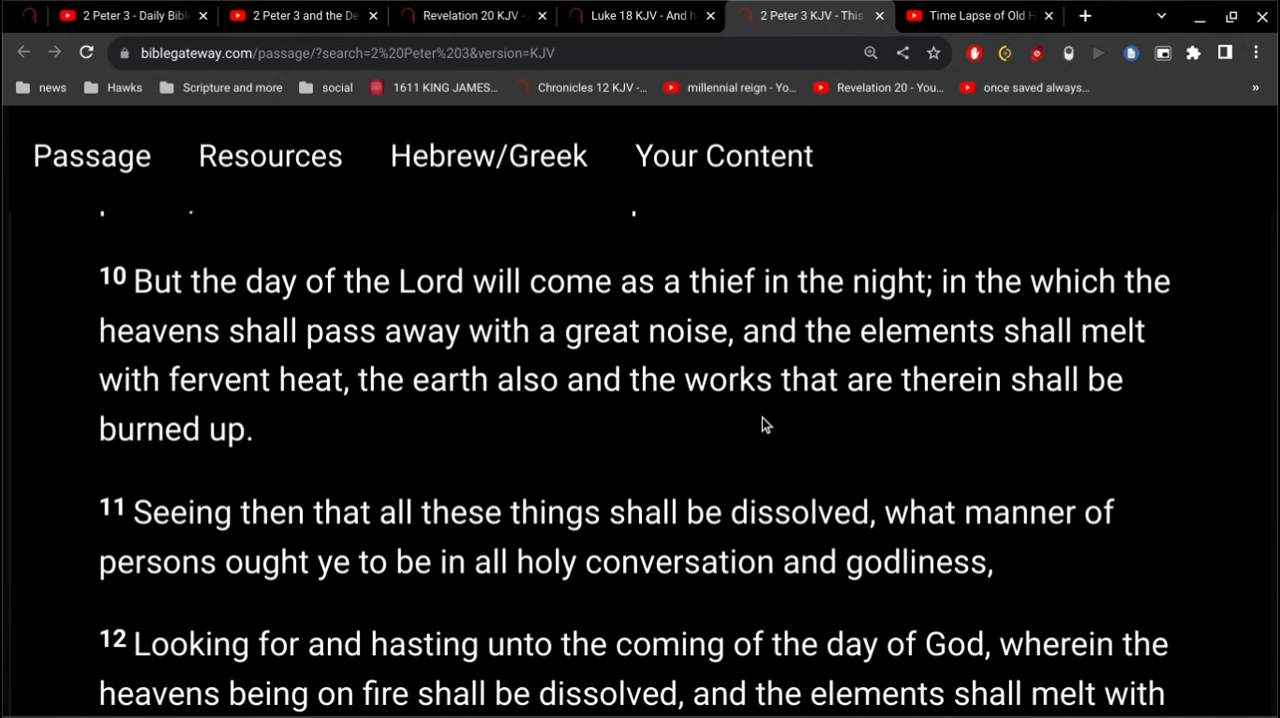 2 Peter 3 - Daily Bibl
2 Peter 3 and the De
Revelation 20 KJV -
Luke 18 KJV - And h
2 Peter 3 KJV - This
Time Lapse of Old H
biblegateway.com/passage/?search=2%20Peter%203&version=KJV
news Hawks Scripture and more social 1611 KING JAMES... Chronicles 12 KJV -... millennial reign - Yo... Revelation 20 - You... once saved always... »
Passage Resources Hebrew/Greek Your Content
10 But the day of the Lord will come as a thief in the night; in the which the
heavens shall pass away with a great noise, and the elements shall melt
with fervent heat, the earth also and the works that are therein shall be
burned up.
11 Seeing then that all these things shall be dissolved, what manner of
persons ought ye to be in all holy conversation and godliness,
12 Looking for and hasting unto the coming of the day of God, wherein the
heavens being on fire shall be dissolved, and the elements shall melt with